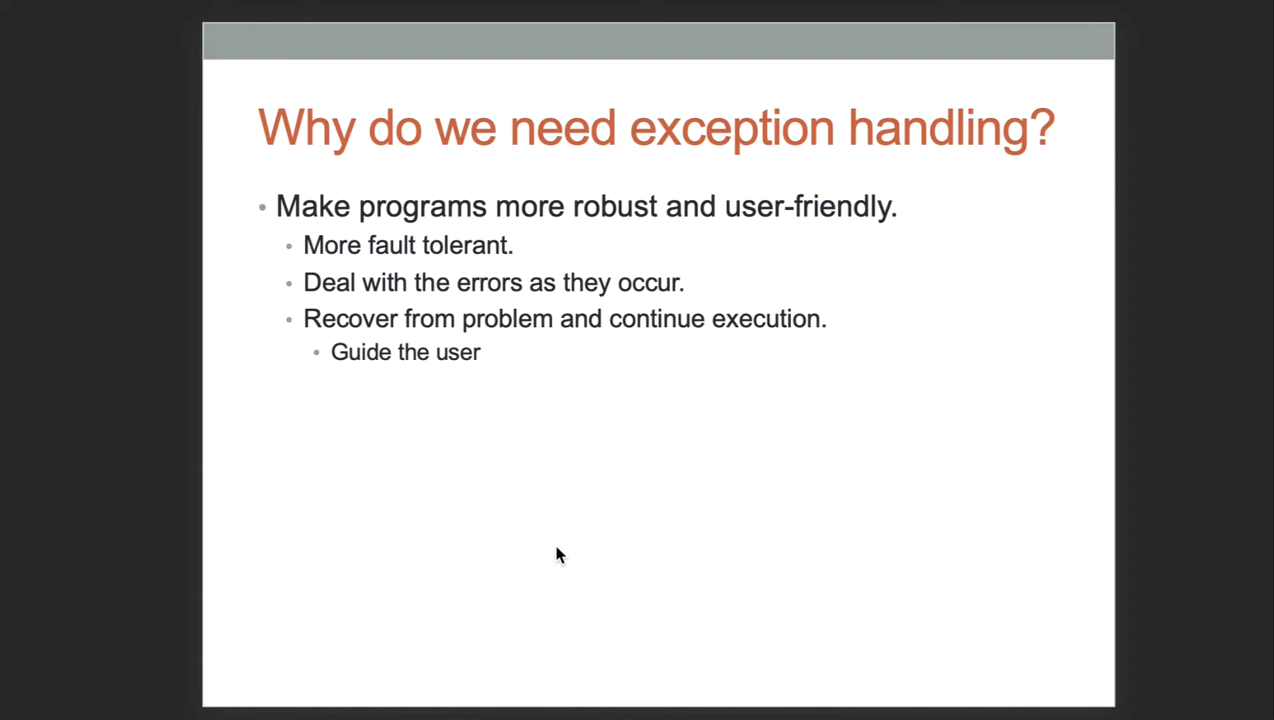 Why do we need exception handling?
• Make programs more robust and user-friendly.
• More fault tolerant.
• Deal with the errors as they occur.
• Recover from problem and continue execution.
• Guide the user